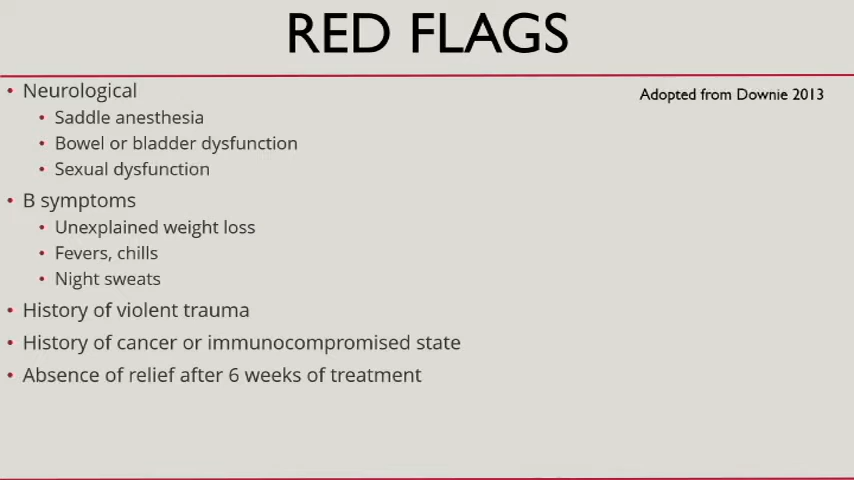 RED FLAGS
Adopted from Downie 2013
• Neurological
• Saddle anesthesia
• Bowel or bladder dysfunction
• Sexual dysfunction
• B symptoms
• Unexplained weight loss
• Fevers, chills
• Night sweats
• History of violent trauma
• History of cancer or immunocompromised state
• Absence of relief after 6 weeks of treatment